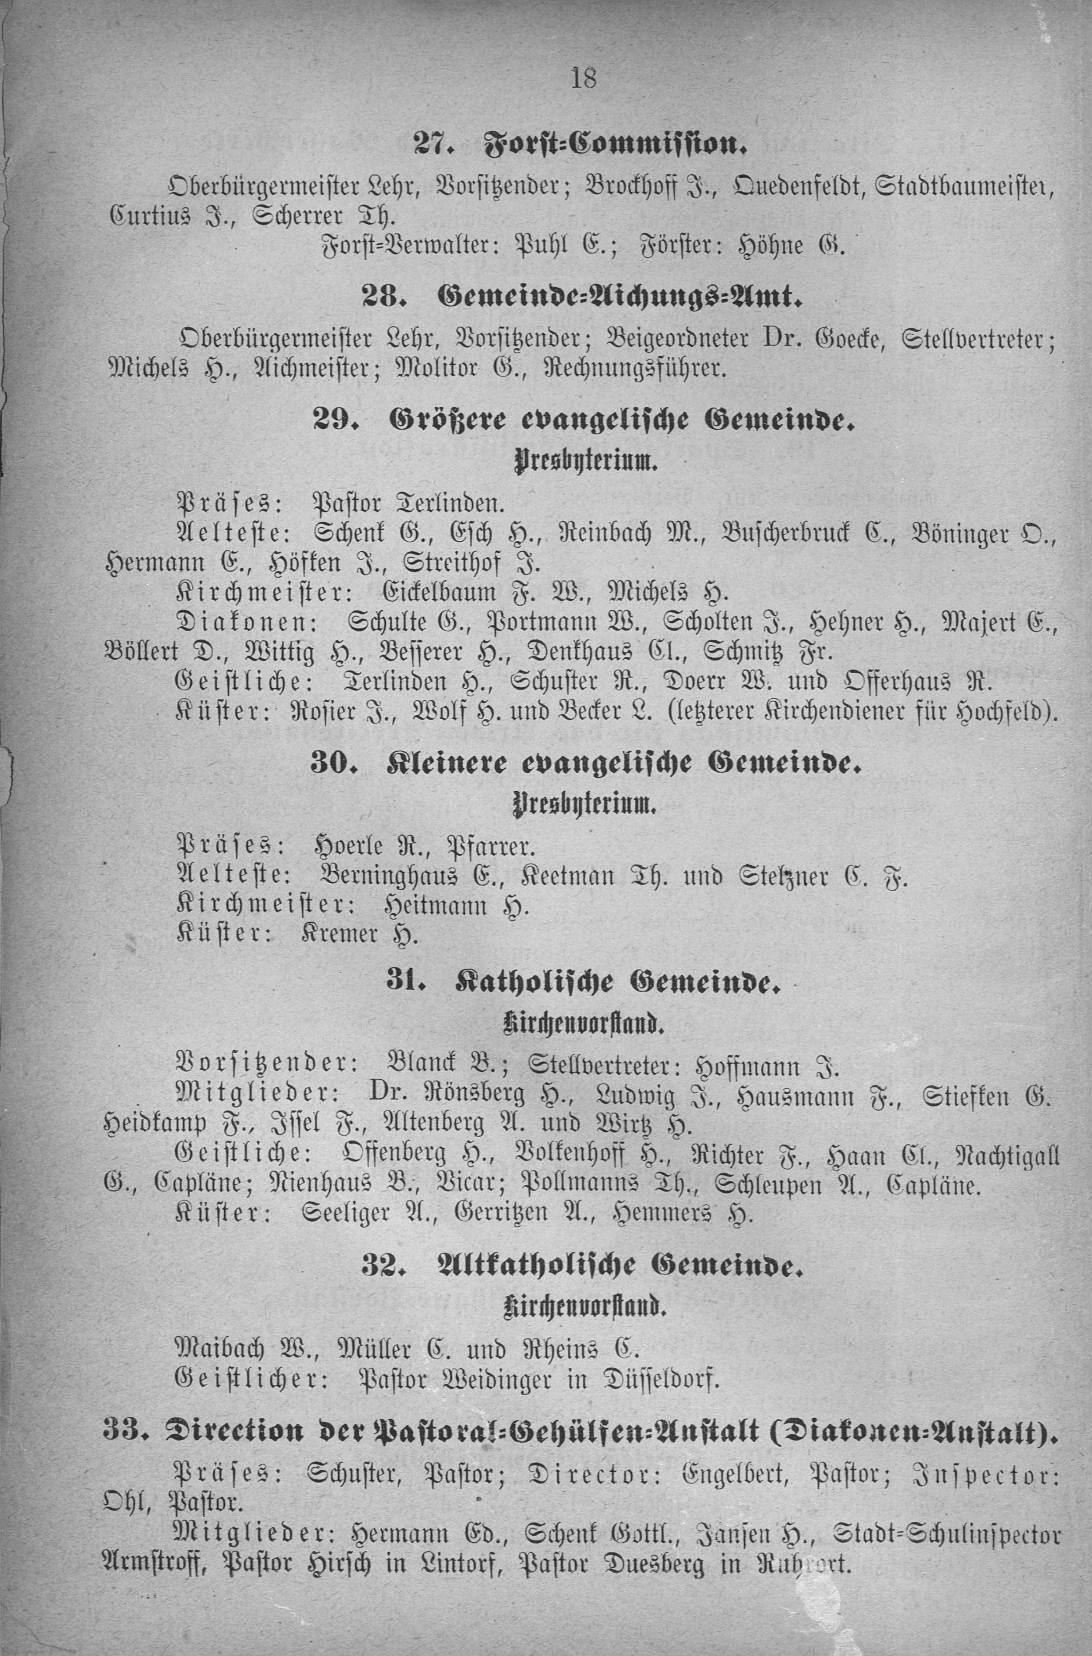 18
27. Forst-Commission.
Oberbürgermeister Lehr, Vorsitzender; Brockhoff J., Quedenfeldt, Stadtbaumeister,
Curtius J., Scherrer Th.
Forst-Verwalter: Puhl E.; Förster: Höhne G.
28. Gemeinde-Aichungs-Amt.
Oberbürgermeister Lehr, Vorsitzender; Beigeordneter Dr. Goecke, Stellvertreter;
Michels H., Aichmeister; Molitor G., Rechnungsführer.
29. Größere evangelische Gemeinde.
Presbyterium.
Präses: Pastor Terlinden.
Aelteste: Schenk G., Esch H., Reinbach M., Buscherbruck C., Böninger O.,
Hermann E., Höfken J., Streithof J.
Kirchmeister: Eickelbaum F. W., Michels H.
Diakonen: Schulte G., Portmann W., Scholten J., Hehner H., Majert E.,
Böllert D., Wittig H., Besserer H., Denkhaus Cl., Schmitz Fr.
Geistliche: Terlinden H., Schuster R., Doerr W. und Offerhaus R.
Küster: Rosier J., Wolf H. und Becker L. (letzterer Kirchendiener für Hochfeld).
30. Kleinere evangelische Gemeinde.
Presbyterium.
Präses: Hoerle R., Pfarrer.
Aelteste: Berninghaus E., Keetman Th. und Stelzner C. F.
Kirchmeister: Heitmann H.
Küster: Kremer H.
31. Katholische Gemeinde.
Kirchenvorstand.
Vorsitzender: Blanck B.; Stellvertreter: Hoffmann J.
Mitglieder: Dr. Rönsberg H., Ludwig J., Hausmann F., Stiefken G.
Heidkamp F., Issel F., Altenberg A. und Wirtz H.
Geistliche: Offenberg H., Volkenhoff H., Richter F., Haan Cl., Nachtigall
G., Capläne; Nienhaus B., Vicar; Pollmanns Th., Schleupen A., Capläne.
Küster: Seeliger A., Gerritzen A., Hemmers H.
32. Altkatholische Gemeinde.
Kirchenvorstand.
Maibach W., Müller C. und Rheins C.
Geistlicher: Pastor Weidinger in Düsseldorf.
33. Direction der Pastoral-Gehülfen-Anstalt (Diakonen-Anstalt).
Präses: Schuster, Pastor; Director: Engelbert, Pastor; Inspector:
Ohl, Pastor.
Mitglieder: Hermann Ed., Schenk Gottl., Jansen H., Stadt-Schulinspector
Armstroff, Pastor Hirsch in Lintorf, Pastor Duesberg in Ruhrort.